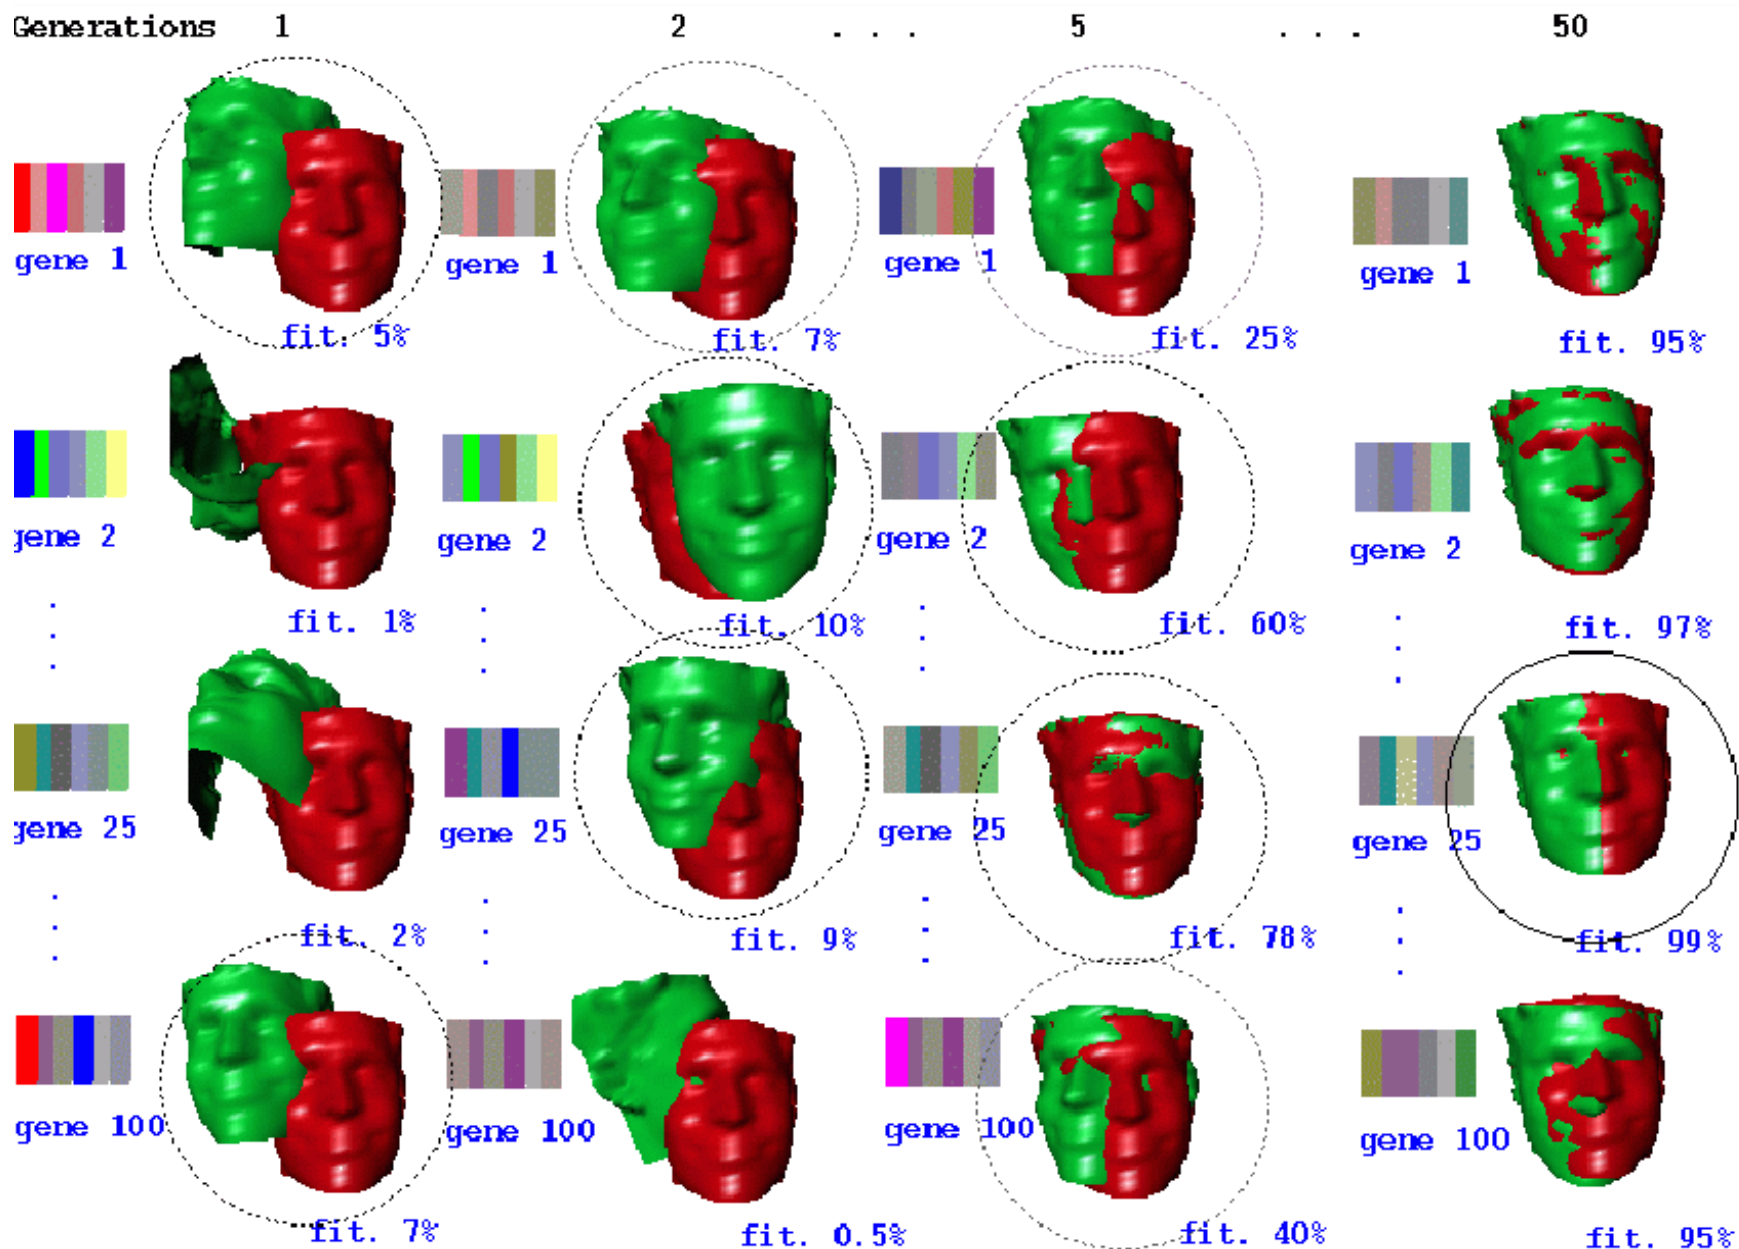 Generations 1 2 . . . 5 . . . 50
gene 1 gene 1 gene 1 gene 1
fit. 5% fit. 7% fit. 25% fit. 95%
gene 2 gene 2 gene 2 gene 2
fit. 1% fit. 10% fit. 60% fit. 97%
gene 25 gene 25 gene 25 gene 25
fit. 2% fit. 9% fit. 78% fit. 99%
gene 100 gene 100 gene 100 gene 100
fit. 7% fit. 0.5% fit. 40% fit. 95%